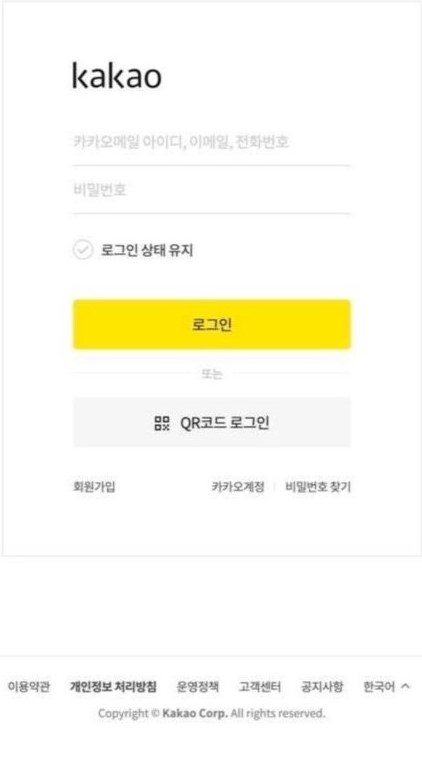 kakao
카카오메일 아이디, 이메일, 전화번호
비밀번호
로그인 상태 유지
로그인
또는
QR코드 로그인
회원가입 카카오계정 비밀번호 찾기
이용약관 개인정보 처리방침 운영정책 고객센터 공지사항 한국어
Copyright © Kakao Corp. All rights reserved.